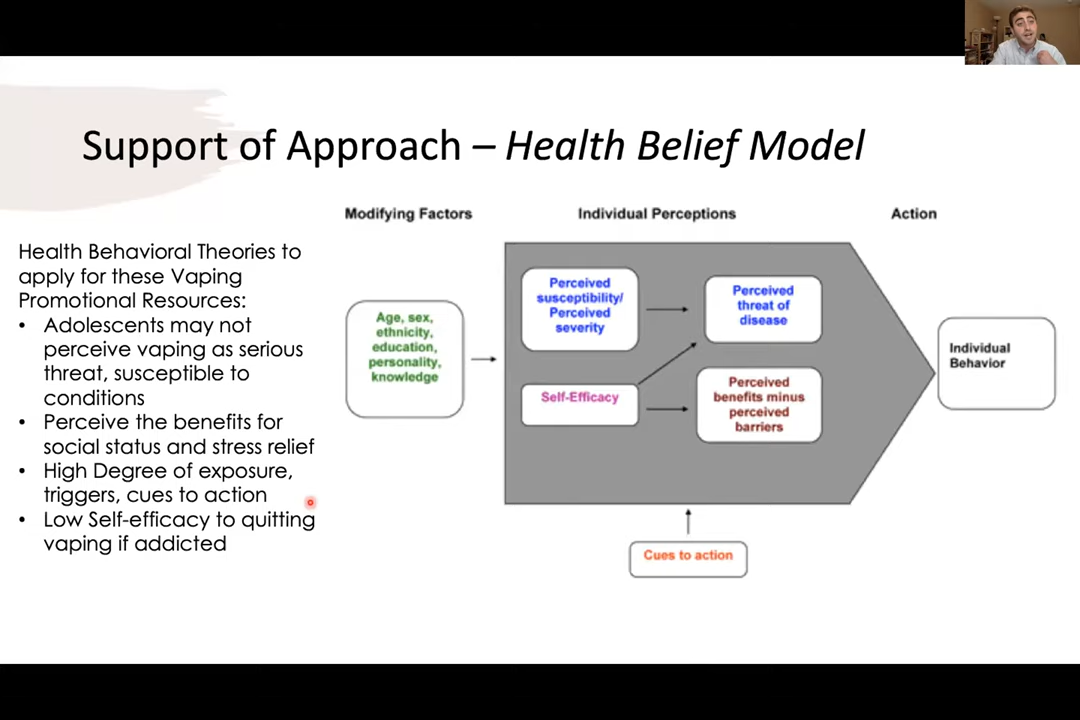 Support of Approach – Health Belief Model
Modifying Factors
Individual Perceptions
Action
Health Behavioral Theories to
apply for these Vaping
Promotional Resources:
• Adolescents may not
perceive vaping as serious
threat, susceptible to
conditions
• Perceive the benefits for
social status and stress relief
• High Degree of exposure,
triggers, cues to action
• Low Self-efficacy to quitting
vaping if addicted
Age, sex,
ethnicity,
education,
personality,
knowledge
Perceived
susceptibility/
Perceived
severity
Perceived
threat of
disease
Self-Efficacy
Perceived
benefits minus
perceived
barriers
Individual
Behavior
Cues to action